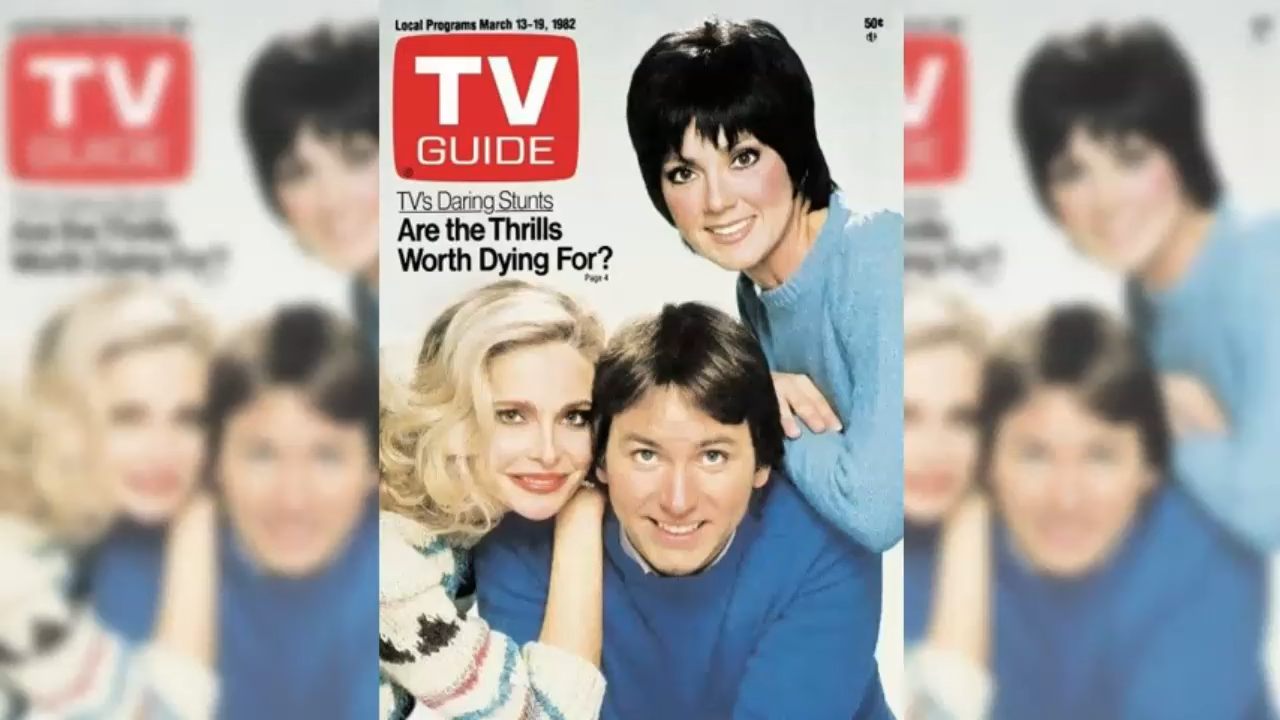 Local Programs March 13-19, 1982
50¢
TV
GUIDE
TV's Daring Stunts
Are the Thrills
Worth Dying For?
Page 4